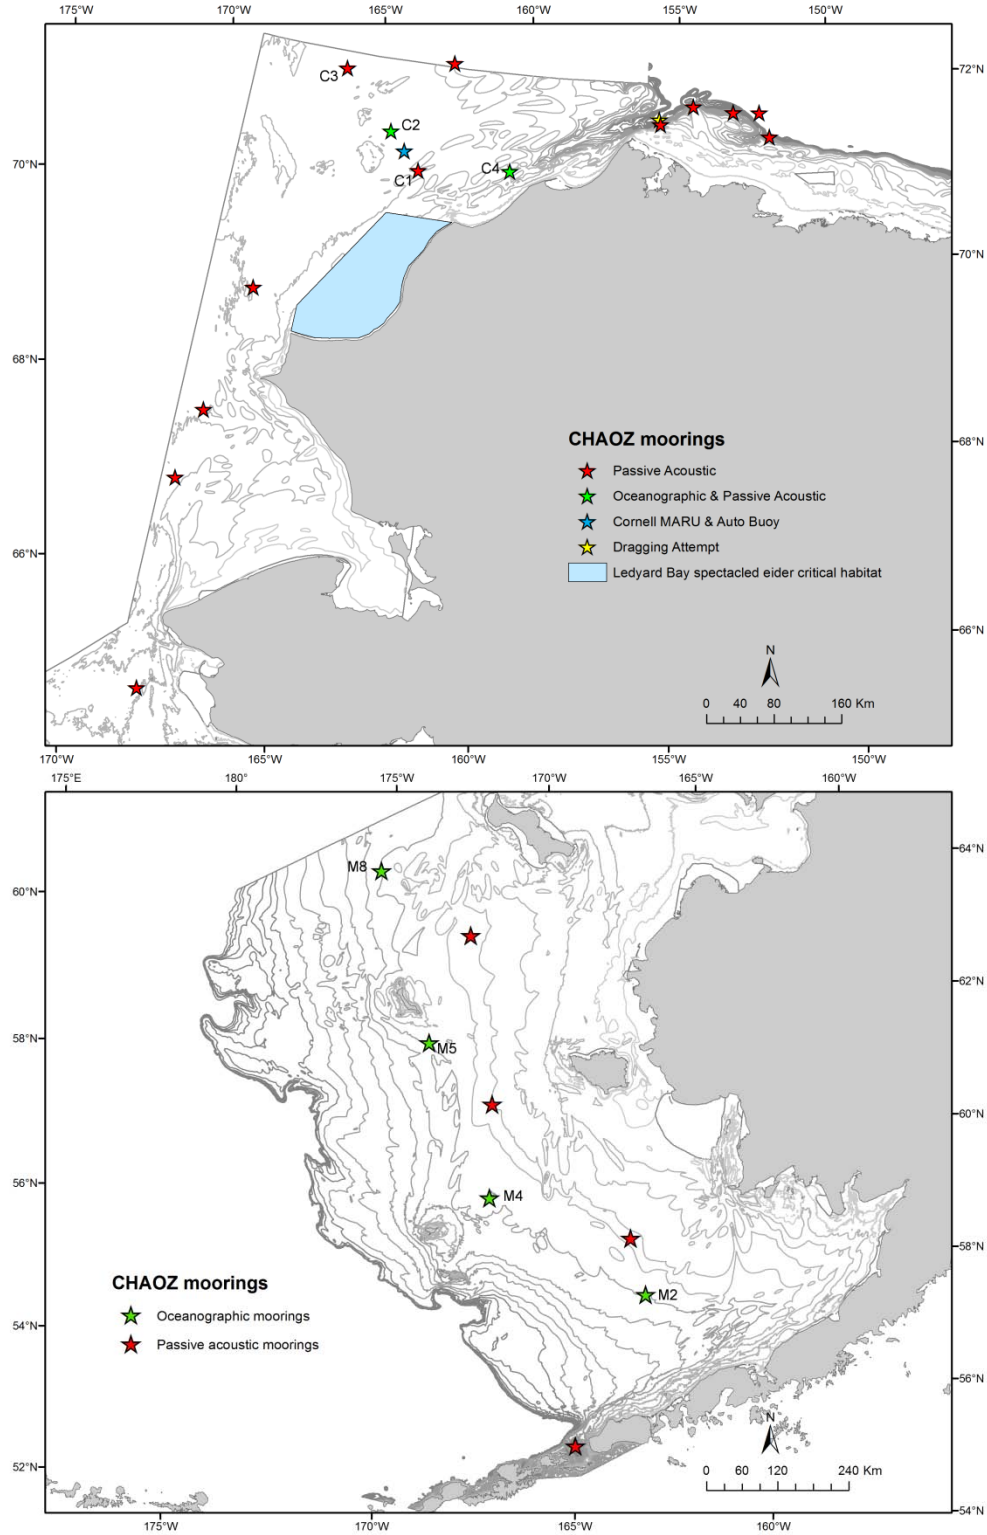 175°W 170°W 165°W 160°W 155°W 150°W
72°N
C3
C2
70°N
C1
C4
70°N
68°N
68°N
CHAOZ moorings
Passive Acoustic
Oceanographic & Passive Acoustic
Cornell MARU & Auto Buoy
66°N
Dragging Attempt
Ledyard Bay spectacled eider critical habitat
66°N
N
0 40 80 160 Km
170°W 165°W 160°W 155°W 150°W
175°E 180° 175°W 170°W 165°W 160°W
64°N
M8
60°N
62°N
58°N
M5
60°N
56°N
M4
58°N
CHAOZ moorings
M2
Oceanographic moorings
54°N
Passive acoustic moorings
56°N
N
52°N
0 60 120 240 Km
54°N
175°W 170°W 165°W 160°W